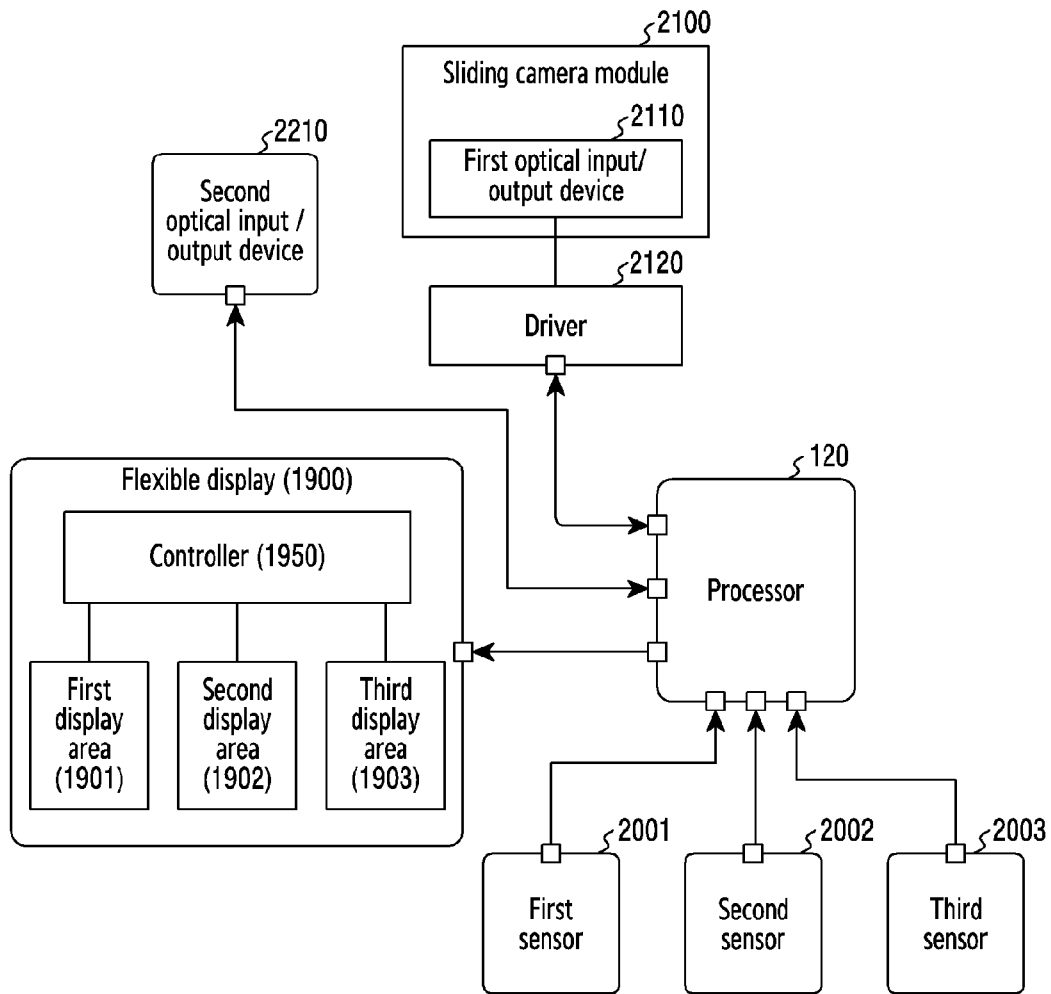 2100
Sliding camera module
2110
First optical input/
output device
2210
Second
optical input /
output device
2120
Driver
120
Processor
Flexible display (1900)
Controller (1950)
First
display
area
(1901)
Second
display
area
(1902)
Third
display
area
(1903)
2001
First
sensor
2002
Second
sensor
2003
Third
sensor